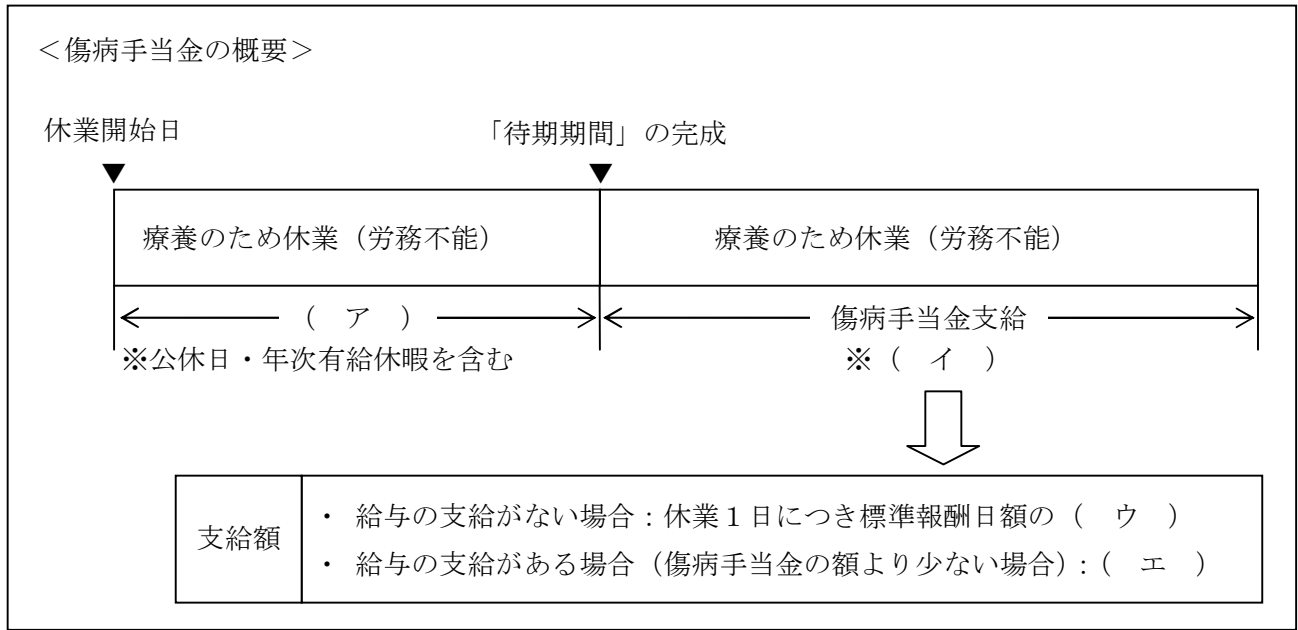 ＜傷病手当金の概要＞
休業開始日
「待期期間」の完成
▼
▼
療養のため休業（労務不能）
療養のため休業（労務不能）
（　ア　）
傷病手当金支給
※公休日・年次有給休暇を含む
※（　イ　）
支給額
・ 給与の支給がない場合：休業１日につき標準報酬日額の（　ウ　）
・ 給与の支給がある場合（傷病手当金の額より少ない場合）：（　エ　）